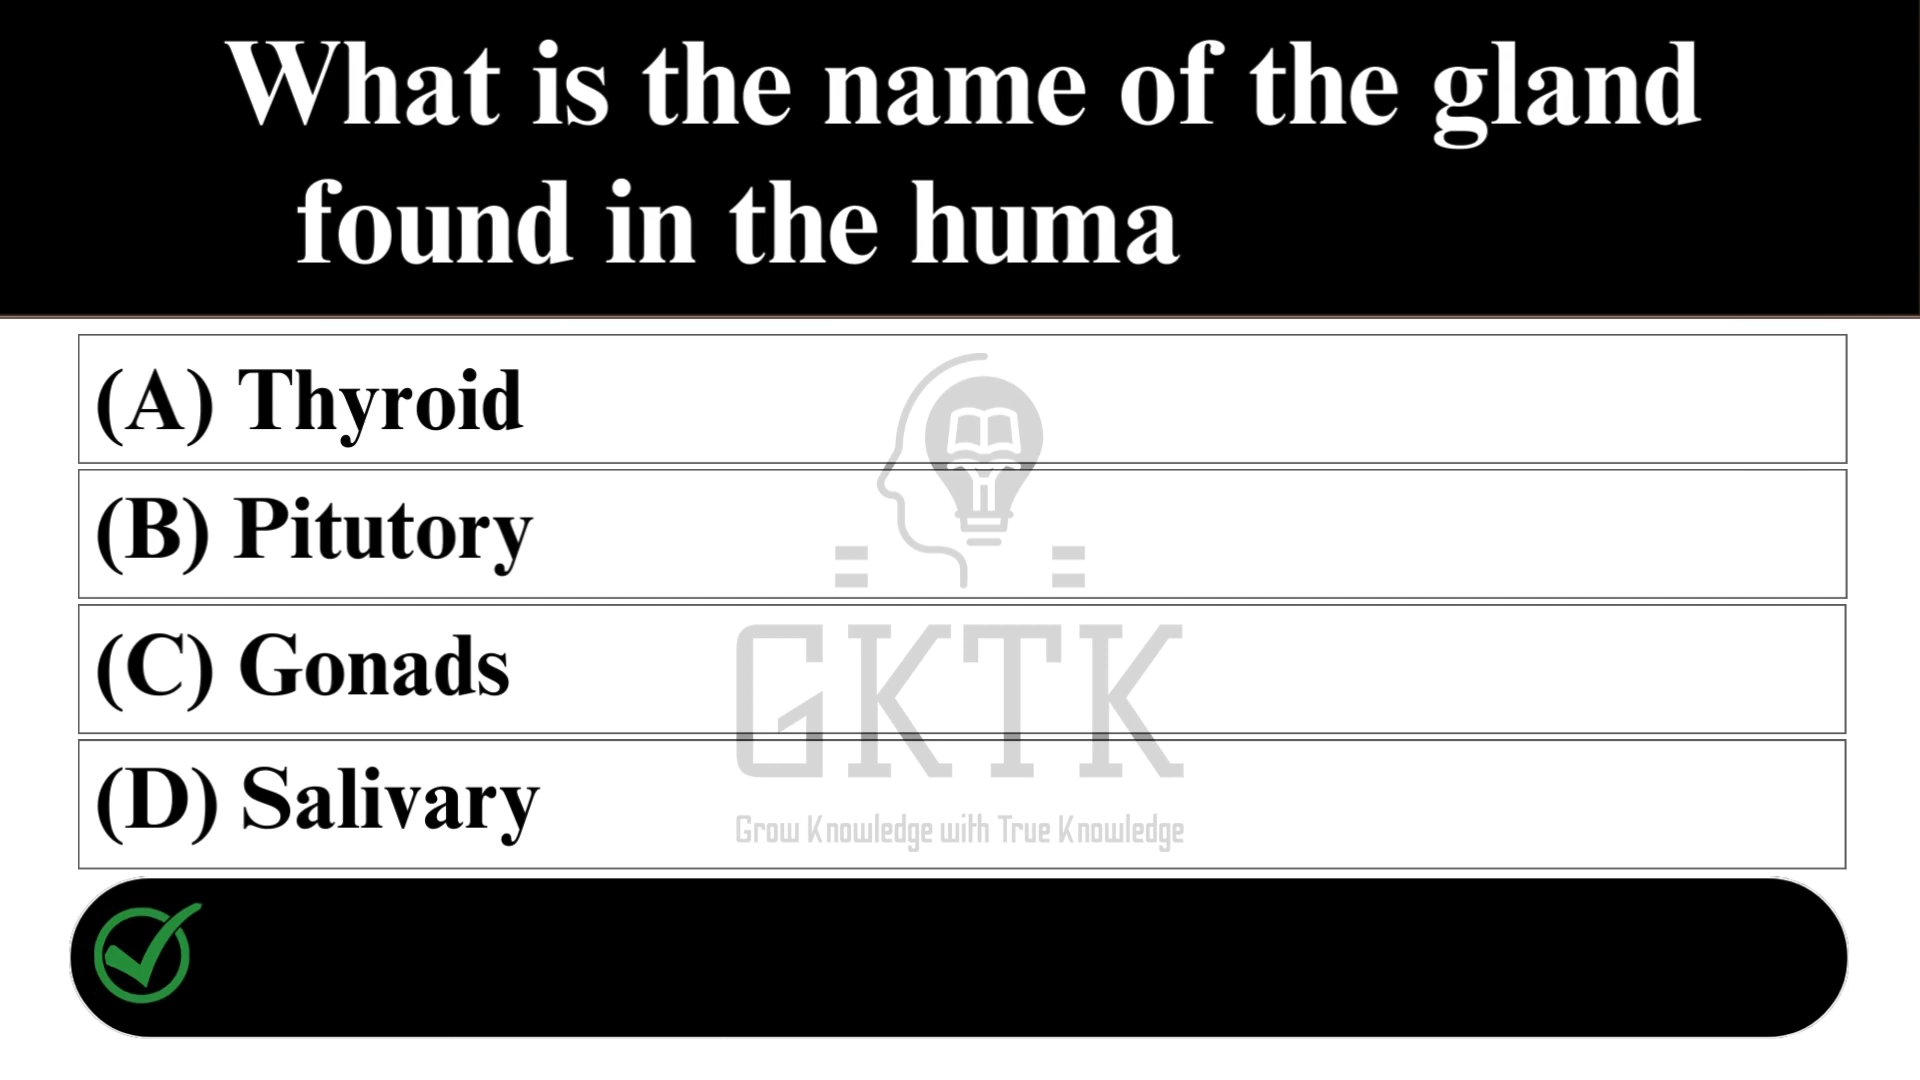 What is the name of the gland
found in the huma
(A) Thyroid
(B) Pitutory
(C) Gonads
(D) Salivary
GKTK
Grow Knowledge with True Knowledge